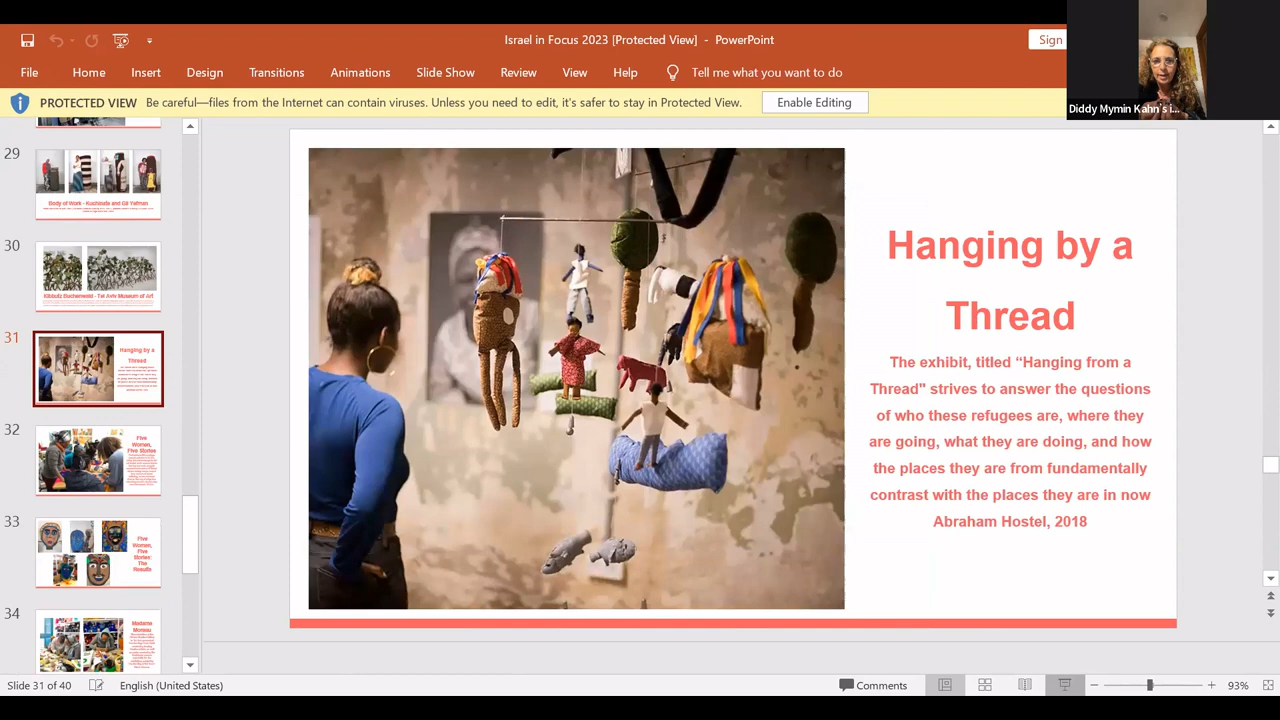 Israel in Focus 2023 [Protected View] - PowerPoint
Sign
File Home Insert Design Transitions Animations Slide Show Review View Help Tell me what you want to do
PROTECTED VIEW Be careful—files from the Internet can contain viruses. Unless you need to edit, it's safer to stay in Protected View. Enable Editing
Diddy Mymin Kahn's i...
29
Body of Work - Kuchinate and Gil Yefman
30
Kibbutz Buchenwald - Tel Aviv Museum of Art
31
Hanging by a
Thread
32
Five
Women,
Five Stories
33
Five
Women,
Five
Stories:
The
Results
34
Madame
Hanging by a
Thread
The exhibit, titled “Hanging from a
Thread" strives to answer the questions
of who these refugees are, where they
are going, what they are doing, and how
the places they are from fundamentally
contrast with the places they are in now
Abraham Hostel, 2018
Slide 31 of 40 English (United States) Comments 93%